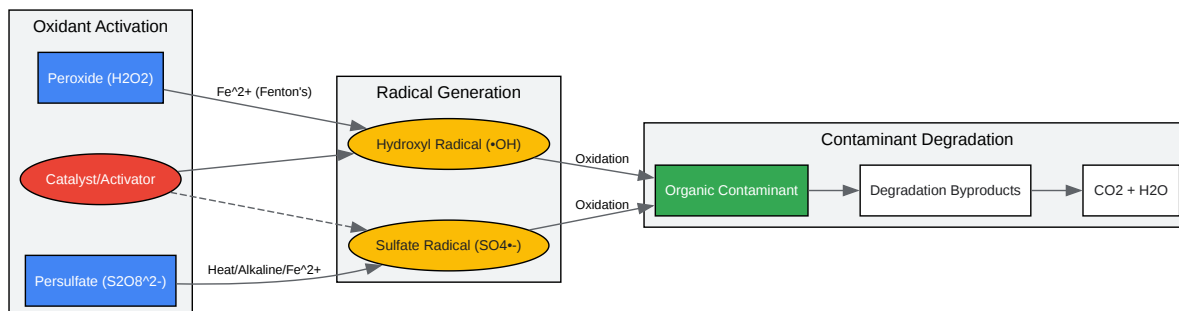 Oxidant Activation
Peroxide (H2O2)
Catalyst/Activator
Persulfate (S2O8^2-)
Fe^2+ (Fenton's)
Heat/Alkaline/Fe^2+
Radical Generation
Hydroxyl Radical (•OH)
Sulfate Radical (SO4•-)
Oxidation
Oxidation
Contaminant Degradation
Organic Contaminant
Degradation Byproducts
CO2 + H2O